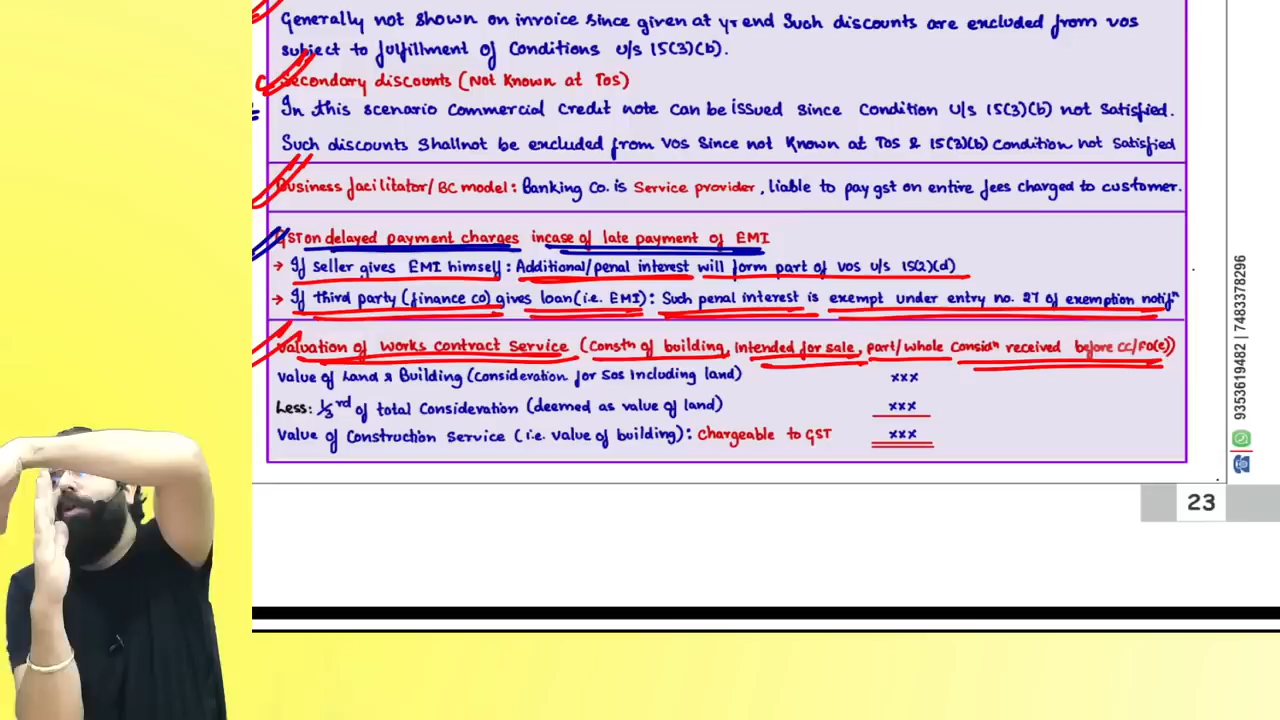 Generally not shown on invoice since given at yr end Such discounts are excluded from vos
subject to fulfillment of Conditions u/s 15(3)(b).
Secondary discounts (Not Known at Tos)
In this scenario Commercial Credit note can be issued since condition u/s 15(3)(b) not satisfied.
Such discounts shallnot be excluded from vos since not known at Tos & 15(3)(b) Condition not satisfied
Business facilitator/BC model: Banking Co. is Service provider, liable to pay gst on entire fees charged to customer.
GST on delayed payment charges incase of late payment of EMI
→ If seller gives EMI himself: Additional/penal interest will form part of vos u/s 15(2)(d)
→ If third party (finance co) gives loan (i.e. EMI): Such penal interest is exempt under entry no. 27 of exemption notifⁿ
Valuation of works contract service (Constⁿ of building, intended for sale, part/whole Considⁿ received before CC/FO(E))
Value of Land & Building (Consideration for SOS Including land) xxx
Less: 1/3rd of total Consideration (deemed as value of land) xxx
Value of Construction Service (i.e. value of building): Chargeable to GST xxx
9353619482 | 7483378296
23